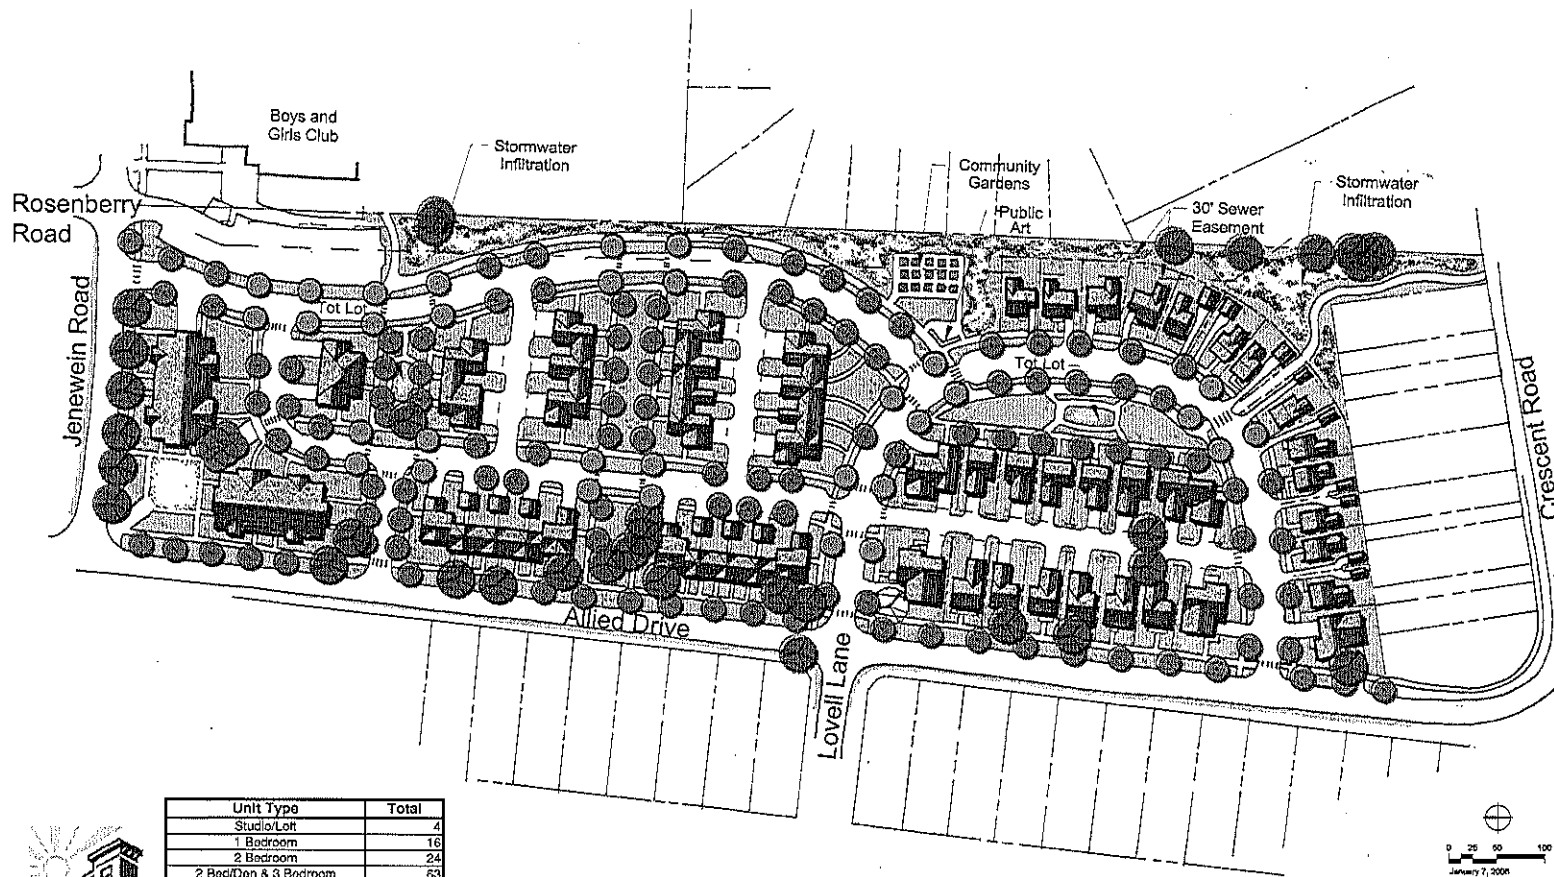 Boys and
Girls Club
Stormwater
Infiltration
Community
Gardens
Public
Art
30' Sewer
Easement
Stormwater
Infiltration
Rosenberry
Road
Jenewein Road
Tot Lot
Tot Lot
Crescent Road
Allied Drive
Lovell Lane
Unit Type Total
Studio/Loft 4
1 Bedroom 16
2 Bedroom 24
2 Bed/Den & 3 Bedroom 63
0 25 50 100
January 7, 2008